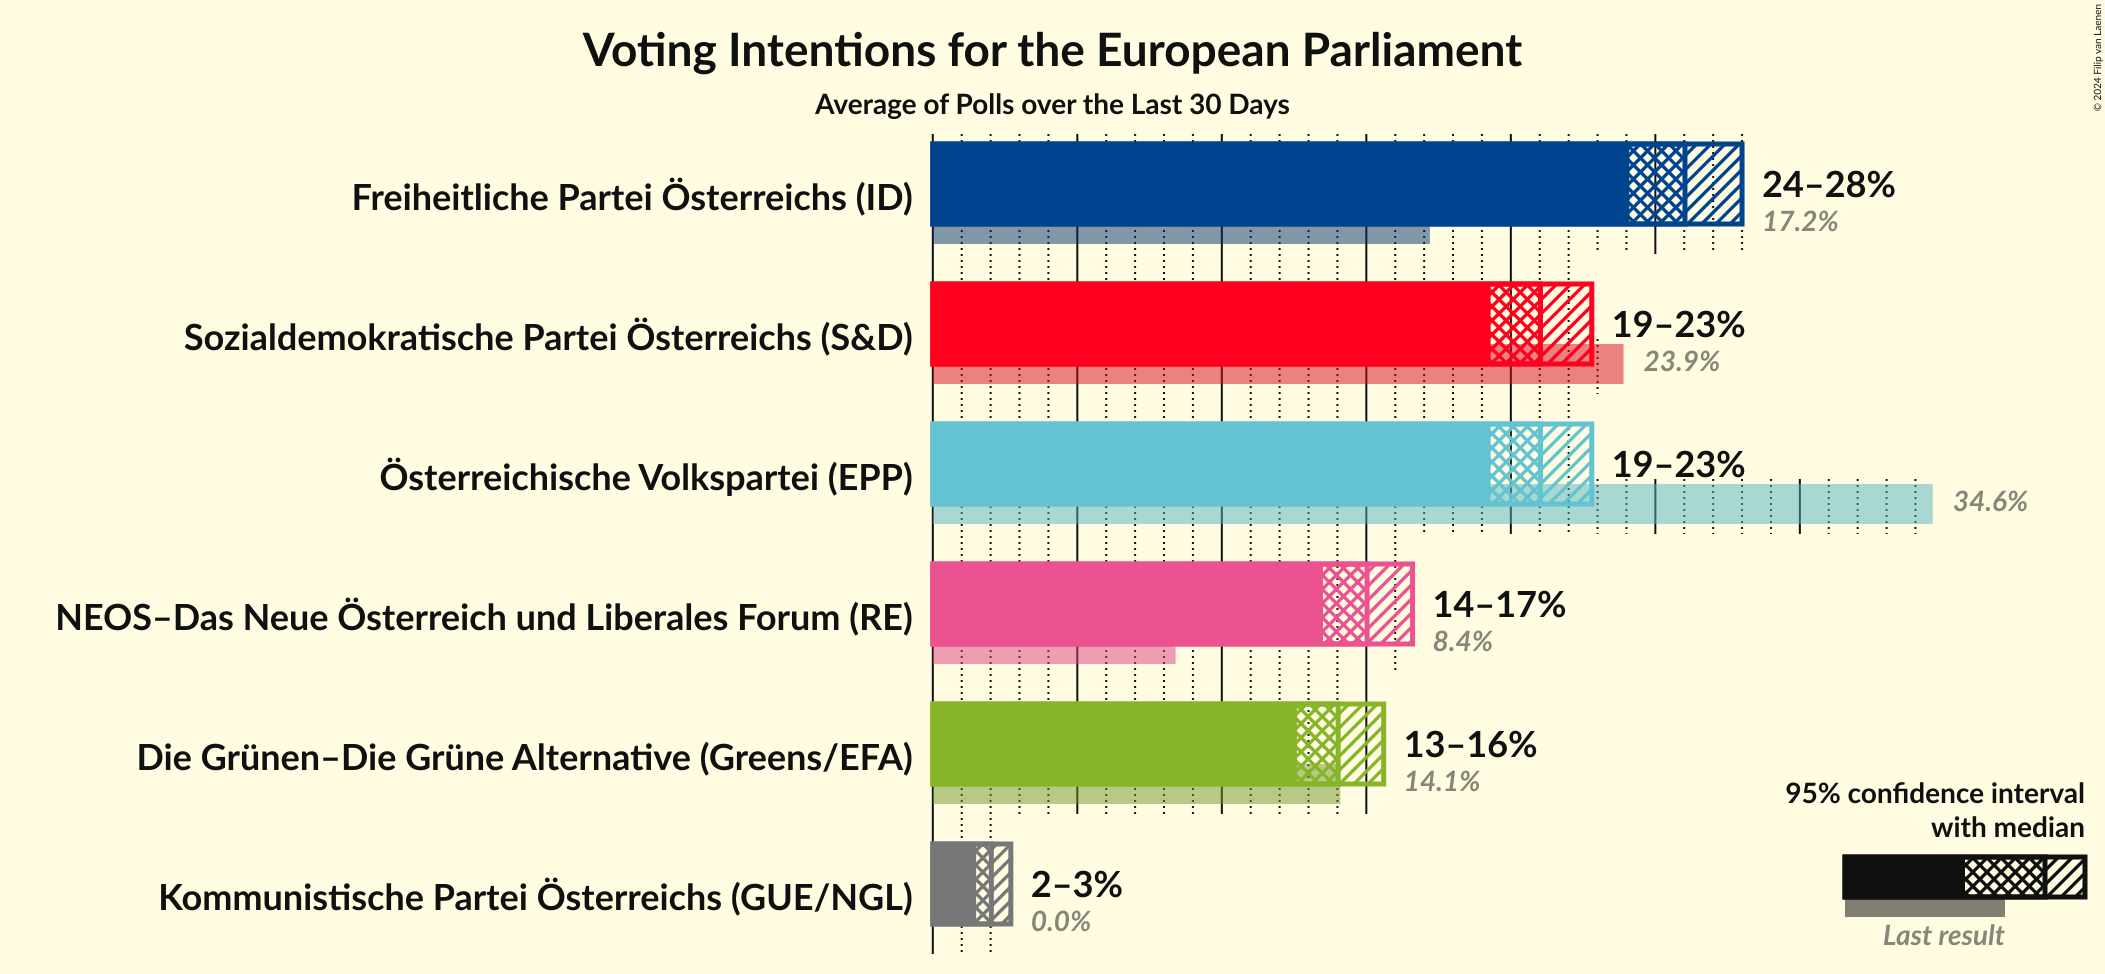 Voting Intentions for the European Parliament
Average of Polls over the Last 30 Days
© 2024 Filip van Laenen
Freiheitliche Partei Österreichs (ID)
24–28%
17.2%
Sozialdemokratische Partei Österreichs (S&D)
19–23%
23.9%
Österreichische Volkspartei (EPP)
19–23%
34.6%
NEOS–Das Neue Österreich und Liberales Forum (RE)
14–17%
8.4%
Die Grünen–Die Grüne Alternative (Greens/EFA)
13–16%
14.1%
Kommunistische Partei Österreichs (GUE/NGL)
2–3%
0.0%
95% confidence interval
with median
Last result